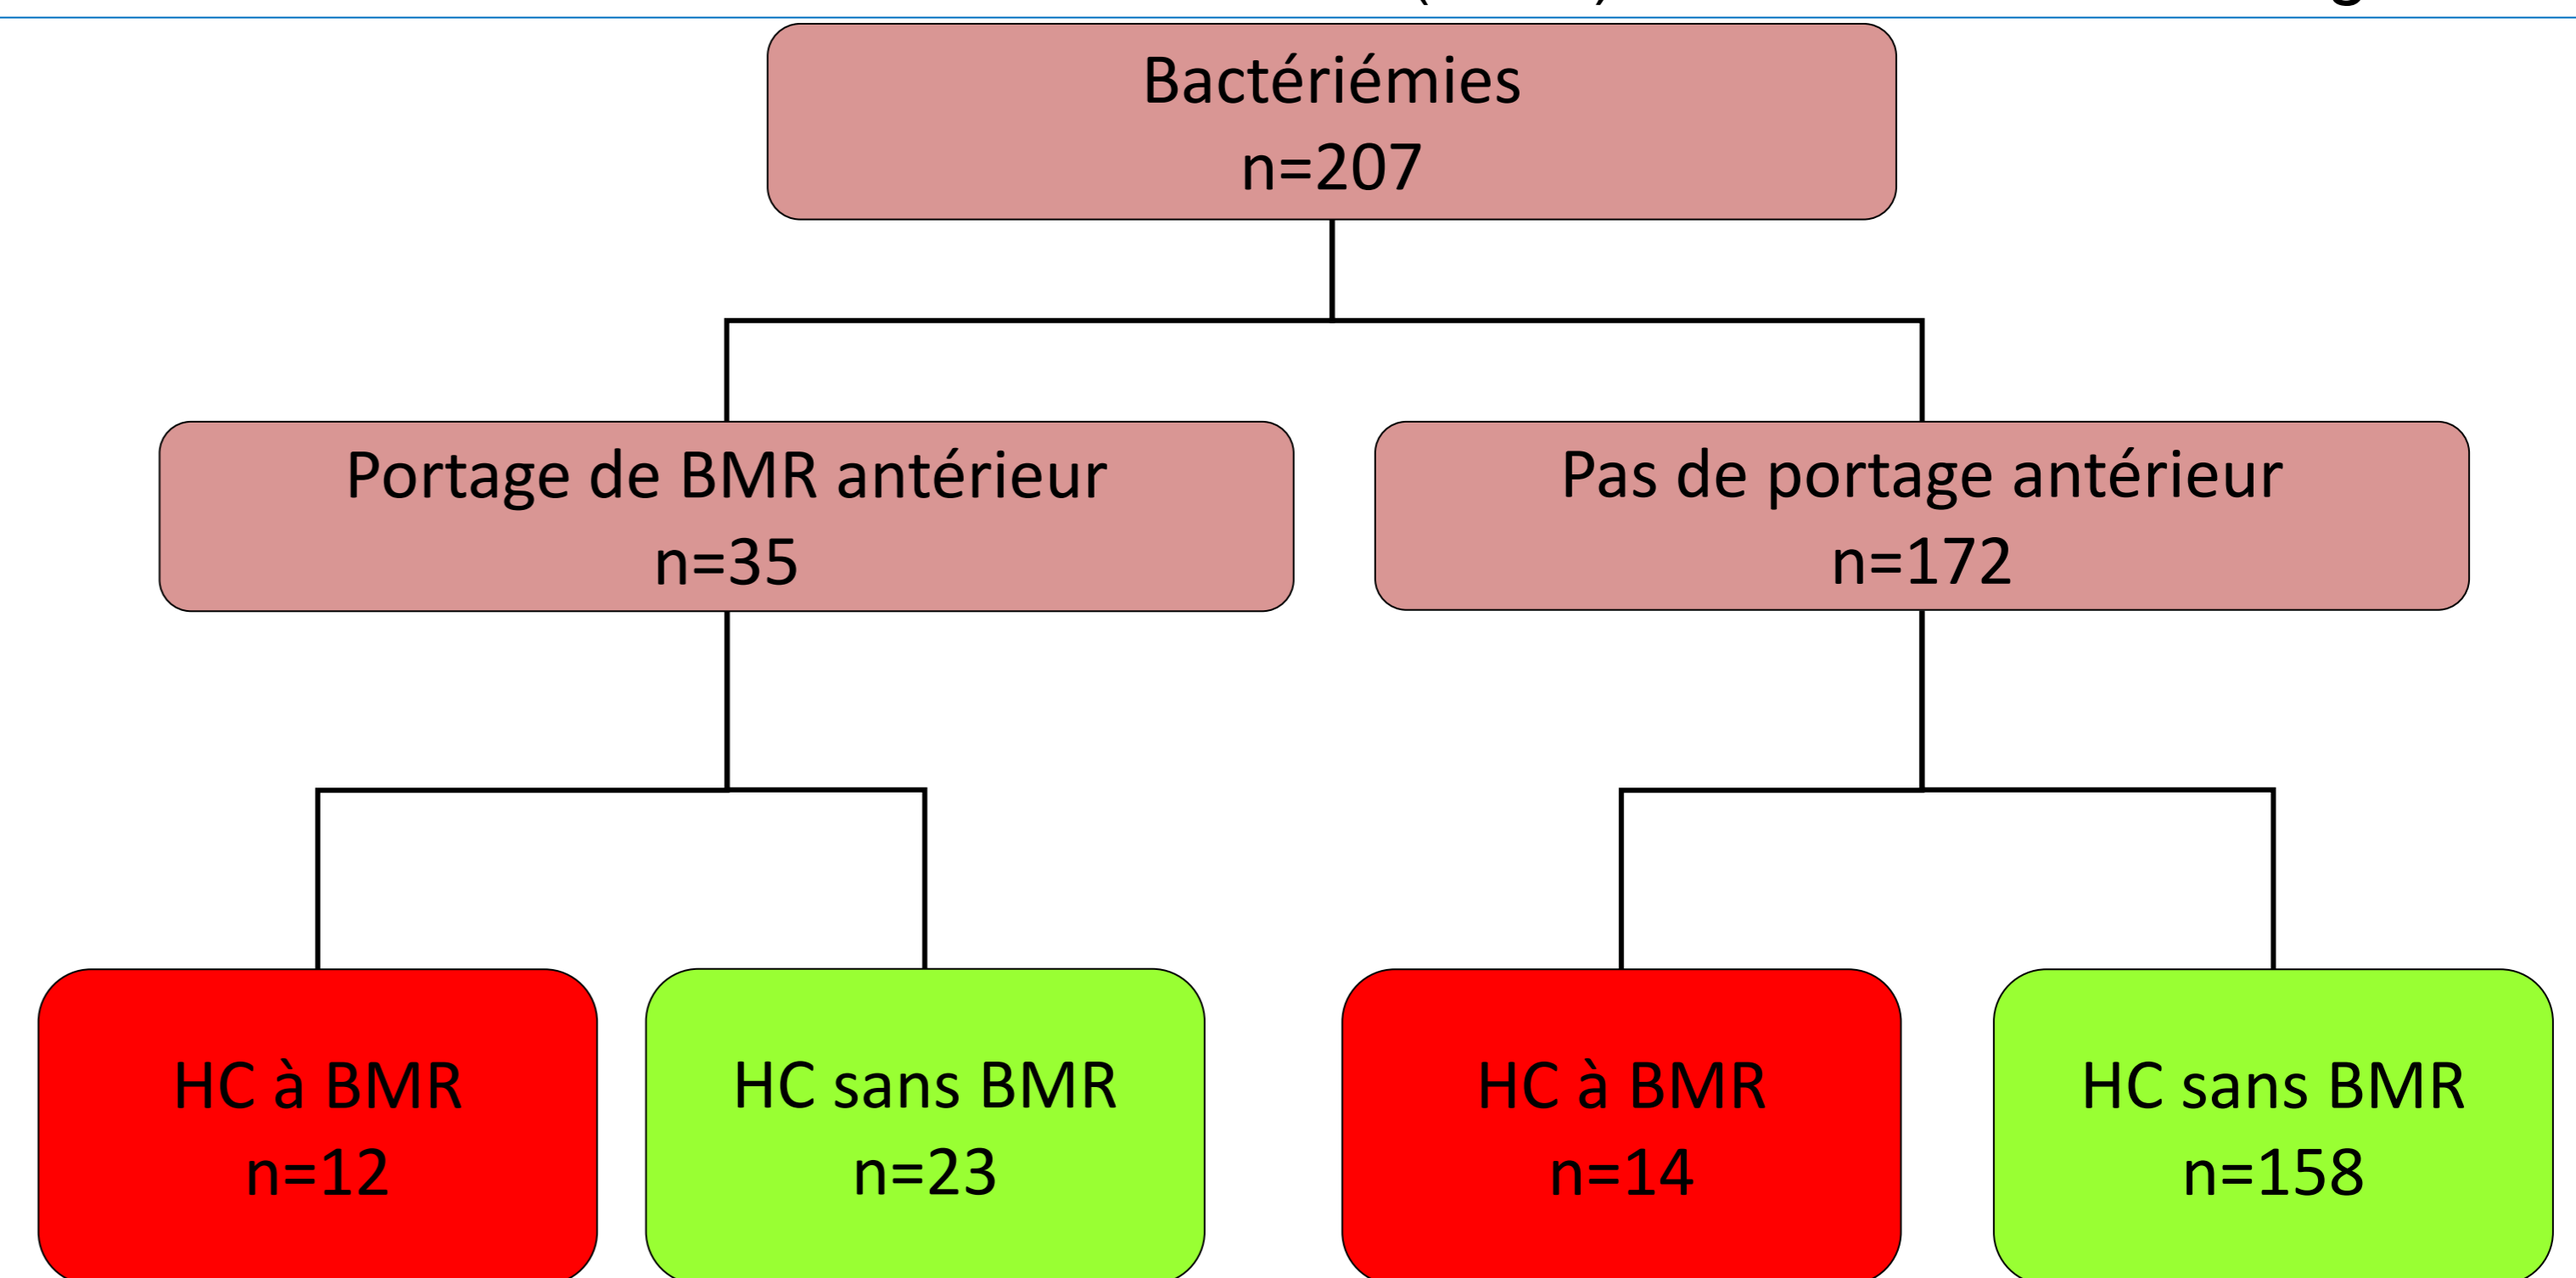 Bactériémies
n=207
Portage de BMR antérieur
n=35
Pas de portage antérieur
n=172
HC à BMR
n=12
HC sans BMR
n=23
HC à BMR
n=14
HC sans BMR
n=158